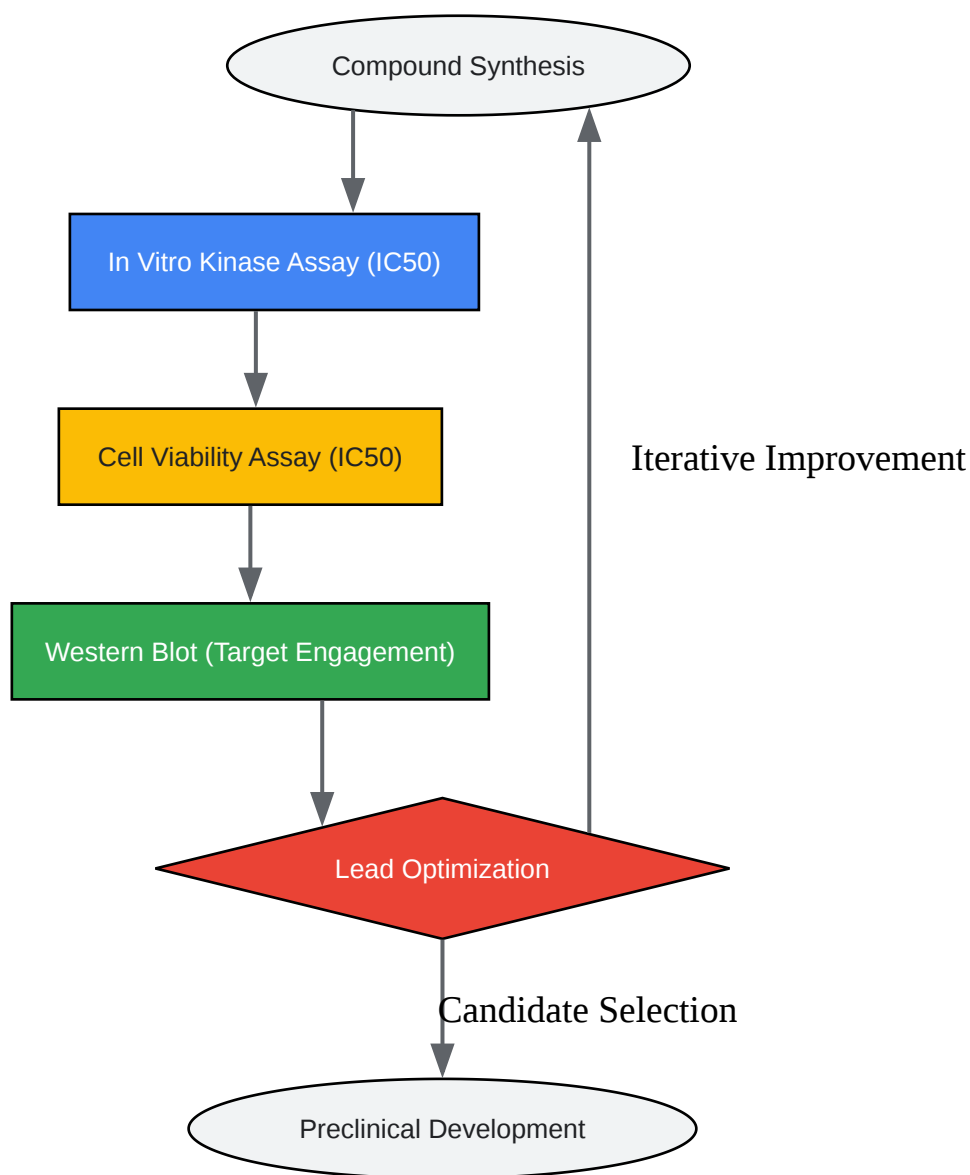 Compound Synthesis
In Vitro Kinase Assay (IC50)
Cell Viability Assay (IC50)
Iterative Improvement
Western Blot (Target Engagement)
Lead Optimization
Candidate Selection
Preclinical Development